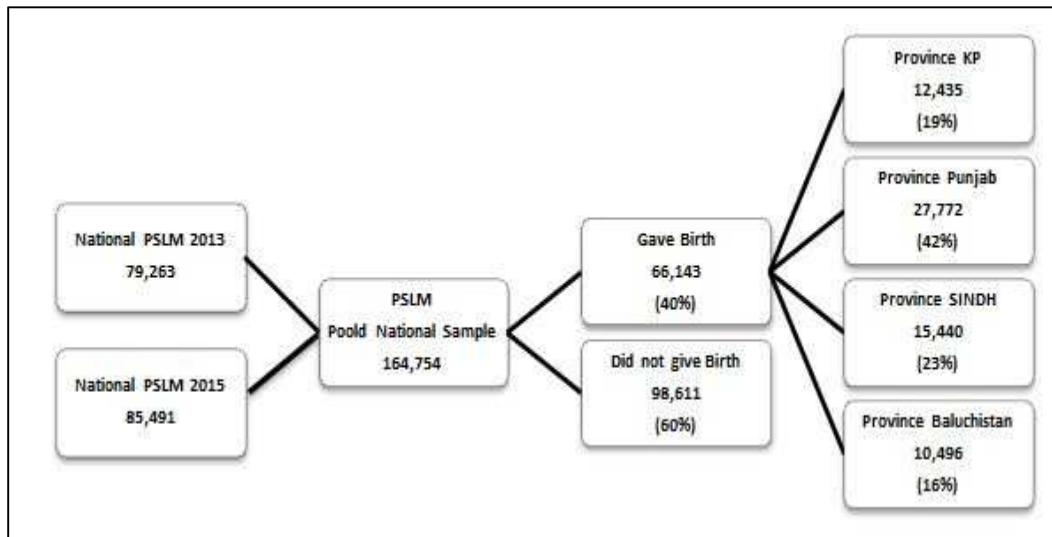 National PSLM 2013
79,263
National PSLM 2015
85,491
PSLM
Poold National Sample
164,754
Gave Birth
66,143
(40%)
Did not give Birth
98,611
(60%)
Province KP
12,435
(19%)
Province Punjab
27,772
(42%)
Province SINDH
15,440
(23%)
Province Baluchistan
10,496
(16%)